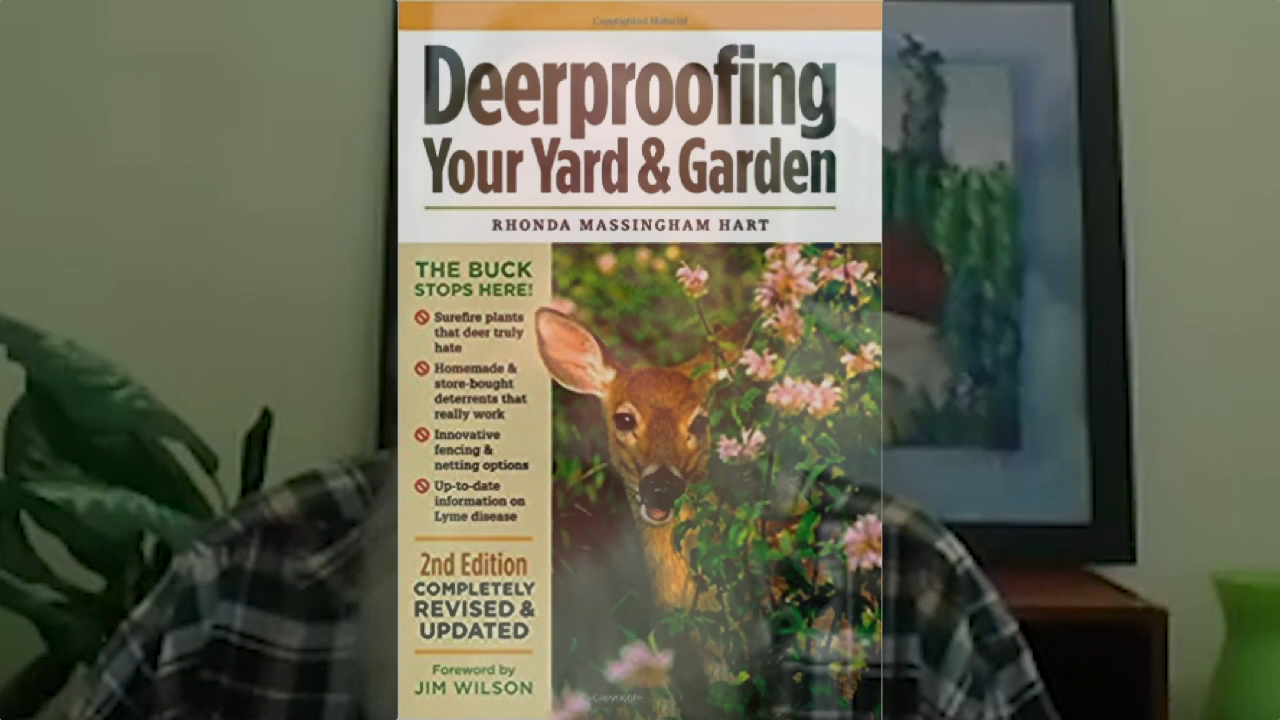 Copyrighted Material
Deerproofing
Your Yard & Garden
RHONDA MASSINGHAM HART
THE BUCK
STOPS HERE!
Surefire plants
that deer truly
hate
Homemade &
store-bought
deterrents that
really work
Innovative
fencing &
netting options
Up-to-date
information on
Lyme disease
2nd Edition
COMPLETELY
REVISED &
UPDATED
Foreword by
JIM WILSON